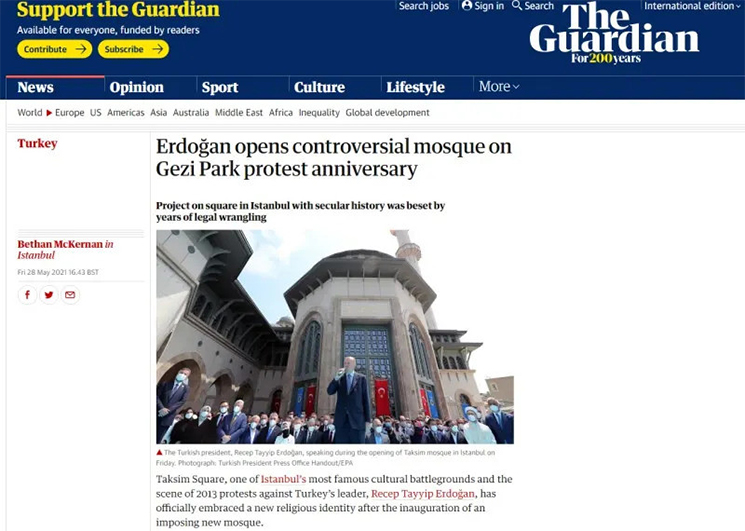 Support the Guardian
Available for everyone, funded by readers
Contribute →
Subscribe →
Search jobs
Sign in
Search
International edition
The
Guardian
For 200 years
News
Opinion
Sport
Culture
Lifestyle
More
World
Europe
US
Americas
Asia
Australia
Middle East
Africa
Inequality
Global development
Turkey
Erdoğan opens controversial mosque on
Gezi Park protest anniversary
Project on square in Istanbul with secular history was beset by
years of legal wrangling
Bethan McKernan in
Istanbul
Fri 28 May 2021 16.43 BST
The Turkish president, Recep Tayyip Erdoğan, speaking during the opening of Taksim mosque in Istanbul on
Friday. Photograph: Turkish President Press Office Handout/EPA
Taksim Square, one of Istanbul's most famous cultural battlegrounds and the
scene of 2013 protests against Turkey's leader, Recep Tayyip Erdoğan, has
officially embraced a new religious identity after the inauguration of an
imposing new mosque.